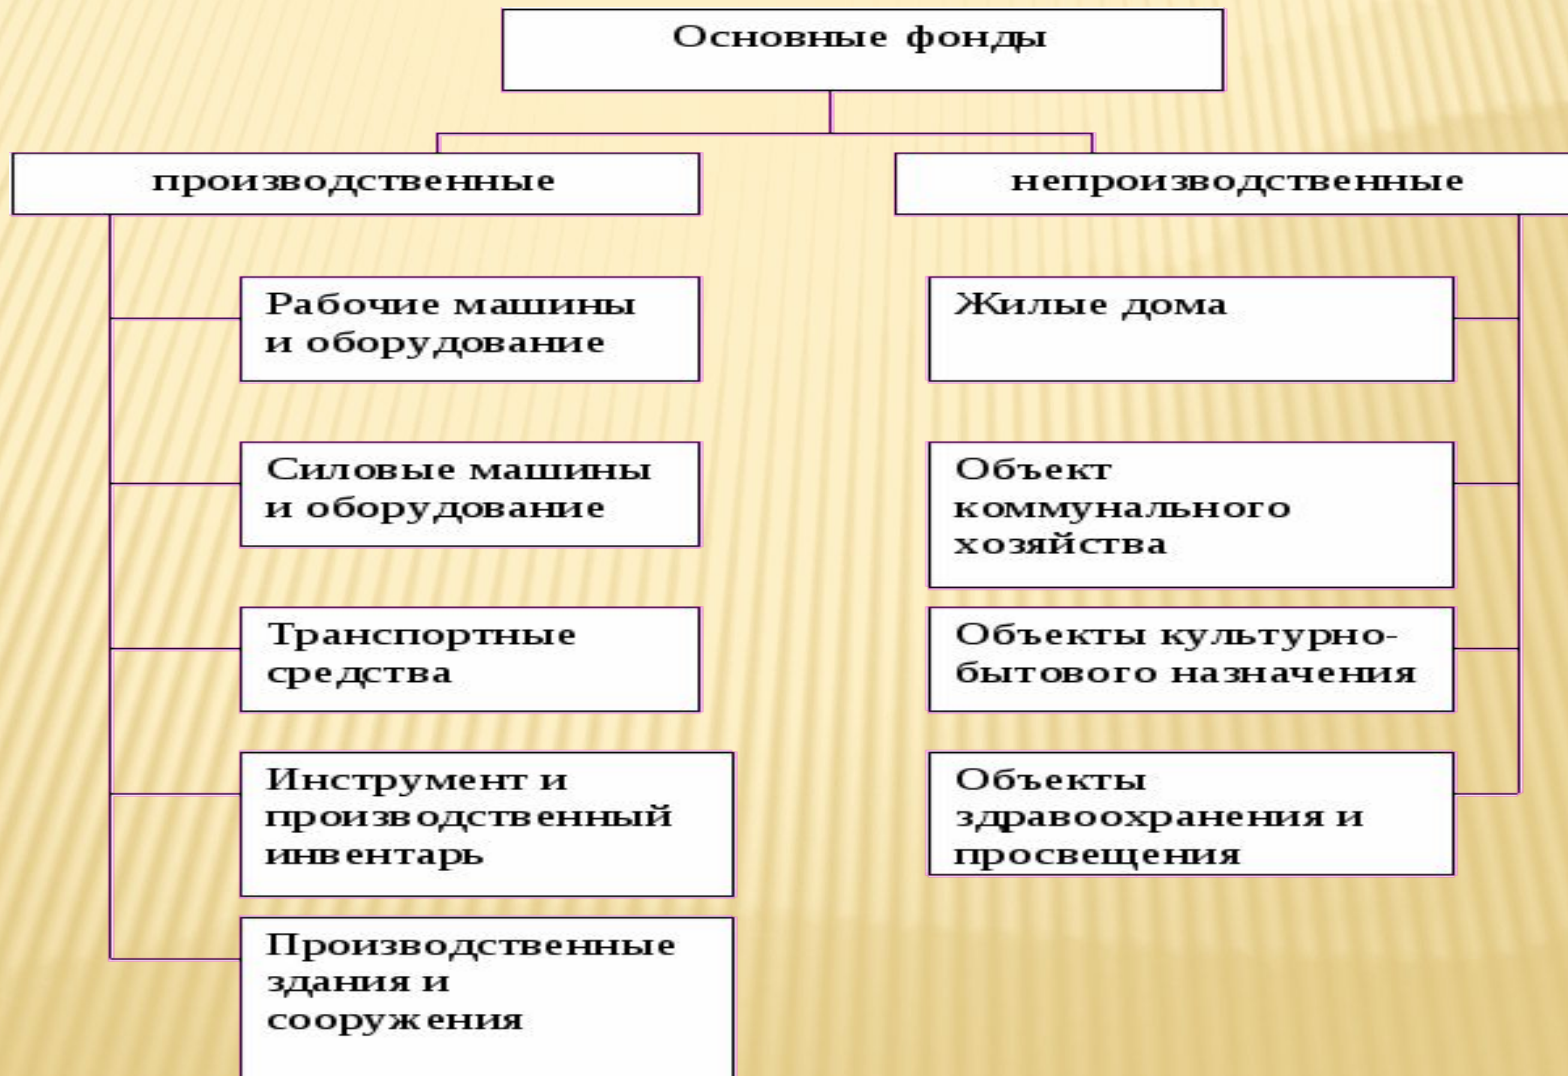 Основные фонды
производственные
непроизводственные
Рабочие машины
и оборудование
Силовые машины
и оборудование
Транспортные
средства
Инструмент и
производственный
инвентарь
Производственные
здания и
сооружения
Жилые дома
Объект
коммунального
хозяйства
Объекты культурно-
бытового назначения
Объекты
здравоохранения и
просвещения